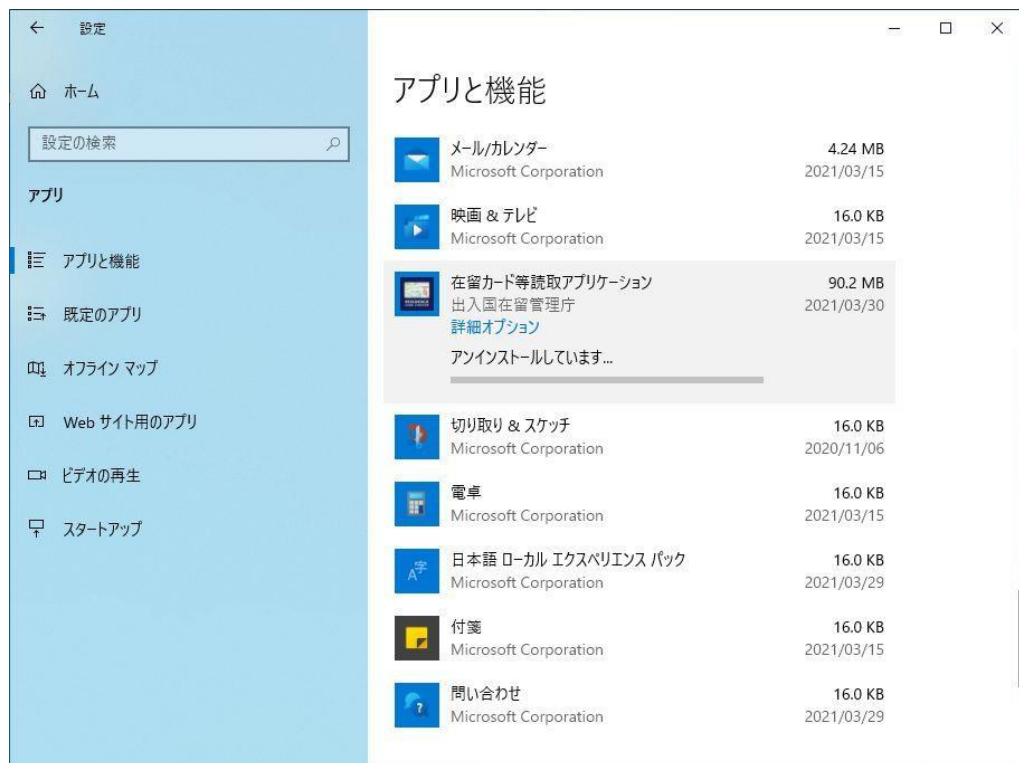 設定
ホーム
設定の検索
アプリ
アプリと機能
既定のアプリ
オフライン マップ
Web サイト用のアプリ
ビデオの再生
スタートアップ
アプリと機能
メール/カレンダー 4.24 MB
Microsoft Corporation 2021/03/15
映画 & テレビ 16.0 KB
Microsoft Corporation 2021/03/15
在留カード等読取アプリケーション 90.2 MB
出入国在留管理庁 2021/03/30
詳細オプション
アンインストールしています...
切り取り & スケッチ 16.0 KB
Microsoft Corporation 2020/11/06
電卓 16.0 KB
Microsoft Corporation 2021/03/15
日本語 ローカル エクスペリエンス パック 16.0 KB
Microsoft Corporation 2021/03/29
付箋 16.0 KB
Microsoft Corporation 2021/03/15
問い合わせ 16.0 KB
Microsoft Corporation 2021/03/29